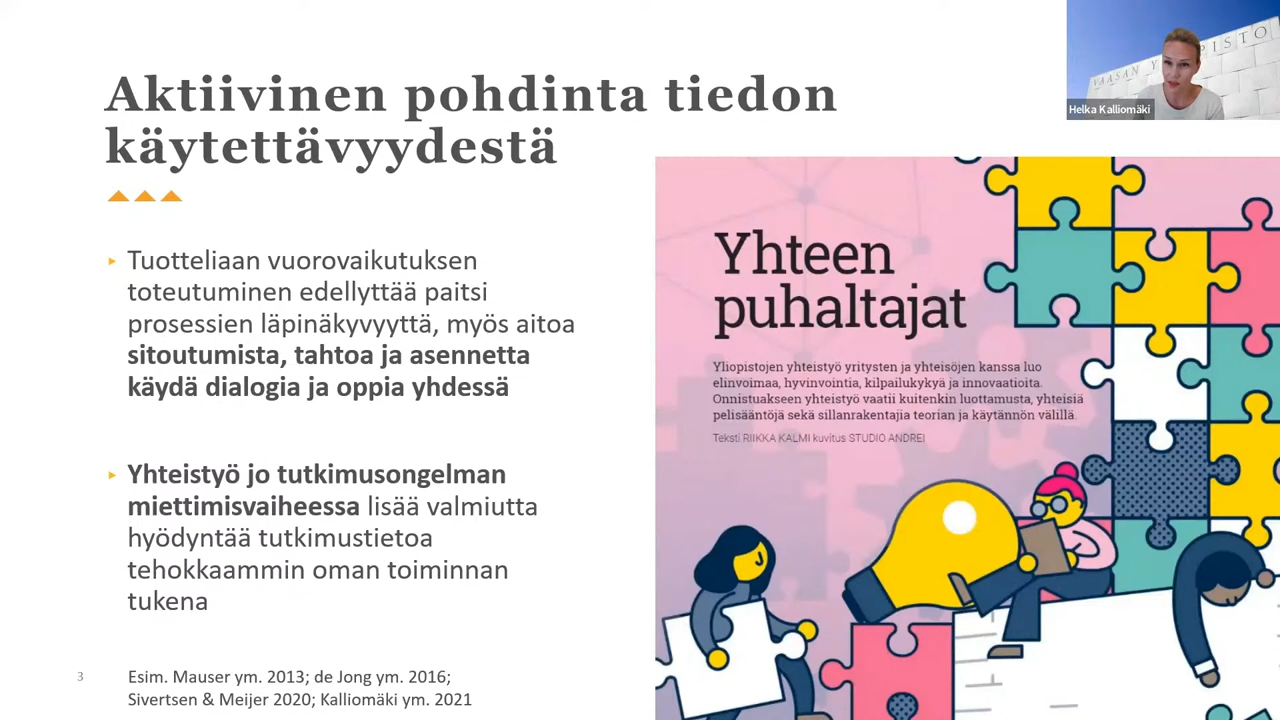 Aktiivinen pohdinta tiedon
käytettävyydestä
Tuotteliaan vuorovaikutuksen
toteutuminen edellyttää paitsi
prosessien läpinäkyvyyttä, myös aitoa
sitoutumista, tahtoa ja asennetta
käydä dialogia ja oppia yhdessä
Yhteistyö jo tutkimusongelman
miettimisvaiheessa lisää valmiutta
hyödyntää tutkimustietoa
tehokkaammin oman toiminnan
tukena
3
Esim. Mauser ym. 2013; de Jong ym. 2016;
Sivertsen & Meijer 2020; Kalliomäki ym. 2021
VAASAN Y PISTO
Helka Kalliomäki
Yhteen
puhaltajat
Yliopistojen yhteistyö yritysten ja yhteisöjen kanssa luo
elinvoimaa, hyvinvointia, kilpailukykyä ja innovaatioita.
Onnistuakseen yhteistyö vaatii kuitenkin luottamusta, yhteisiä
pelisääntöjä sekä sillanrakentajia teorian ja käytännön välillä.
Teksti RIIKKA KALMI kuvitus STUDIO ANDREI